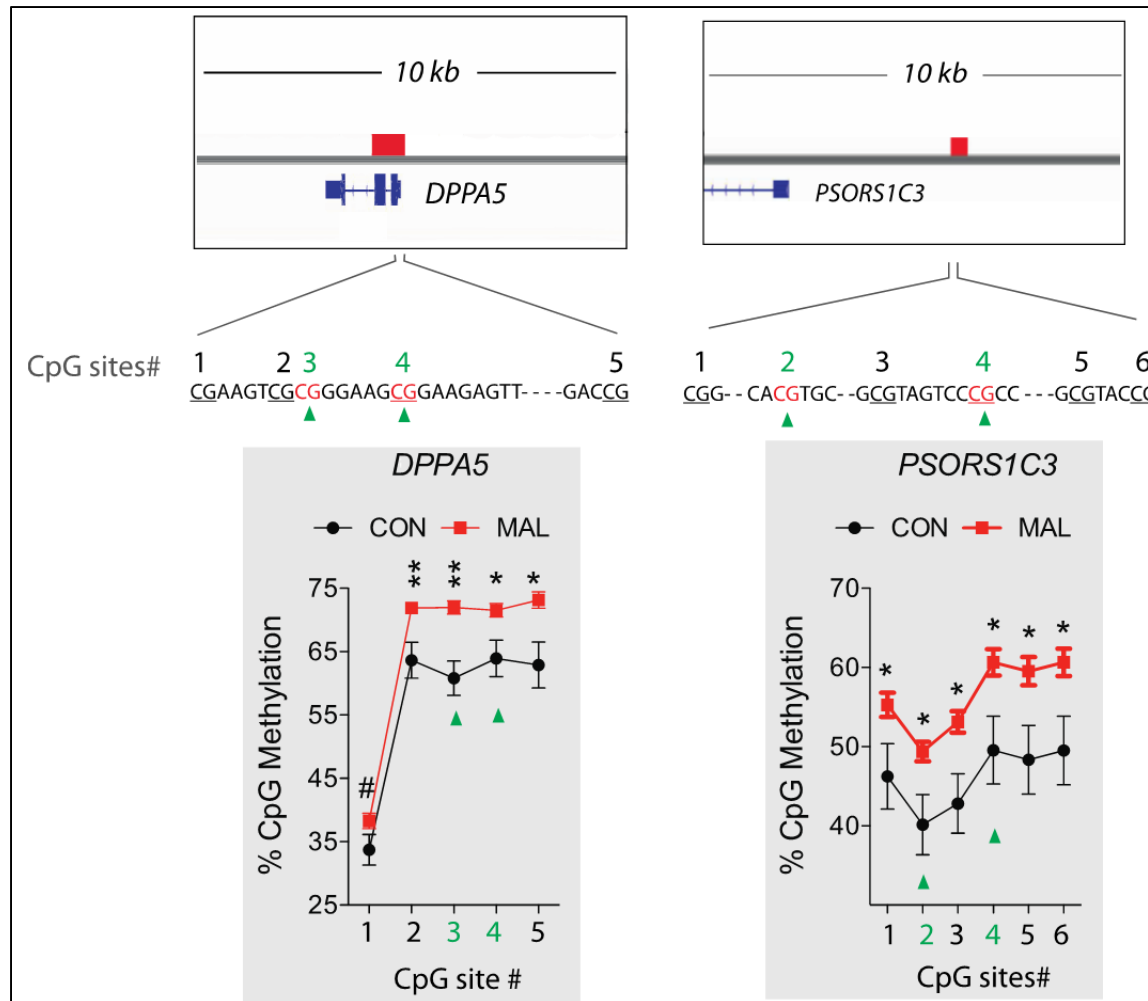 10 kb
DPPA5
10 kb
PSORS1C3
CpG sites#
1 2 3 4 5
CGAAGTCGCGGGAAGCGGAAGAGTT----GACCG
1 2 3 4 5 6
CGG--CACGTGC--GCGTAGTCCCGCC---GCGTACCG
DPPA5
CON MAL
** ** * *
#
75
65
55
45
35
25
% CpG Methylation
1 2 3 4 5
CpG site #
PSORS1C3
CON MAL
* * * * * *
70
60
50
40
% CpG Methylation
1 2 3 4 5 6
CpG sites#